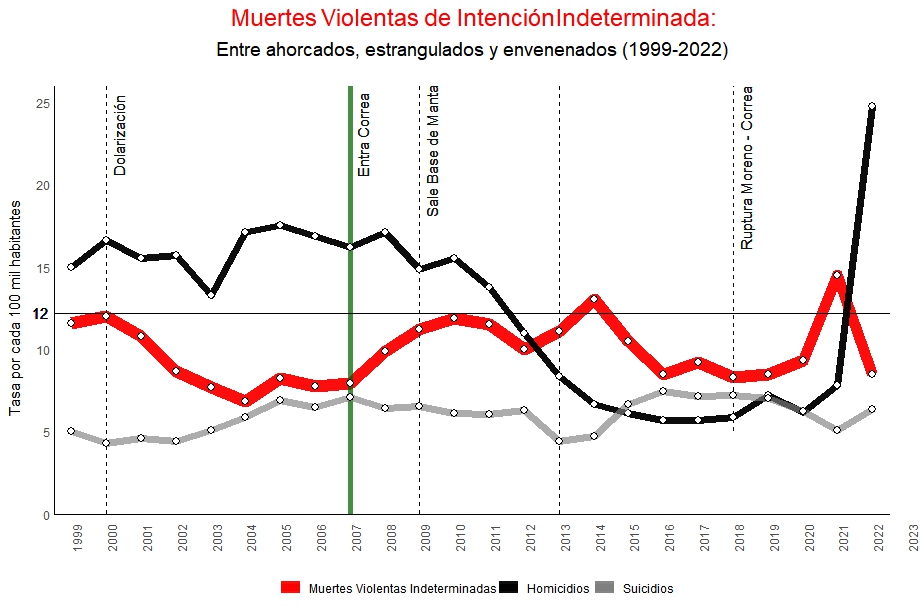 Muertes Violentas de Intención Indeterminada:
Entre ahorcados, estrangulados y envenenados (1999-2022)
Tasa por cada 100 mil habitantes
25
20
15
12
10
5
0
Dolarización
Entra Correa
Sale Base de Manta
Ruptura Moreno - Correa
1999 2000 2001 2002 2003 2004 2005 2006 2007 2008 2009 2010 2011 2012 2013 2014 2015 2016 2017 2018 2019 2020 2021 2022 2023
Muertes Violentas Indeterminadas Homicidios Suicidios